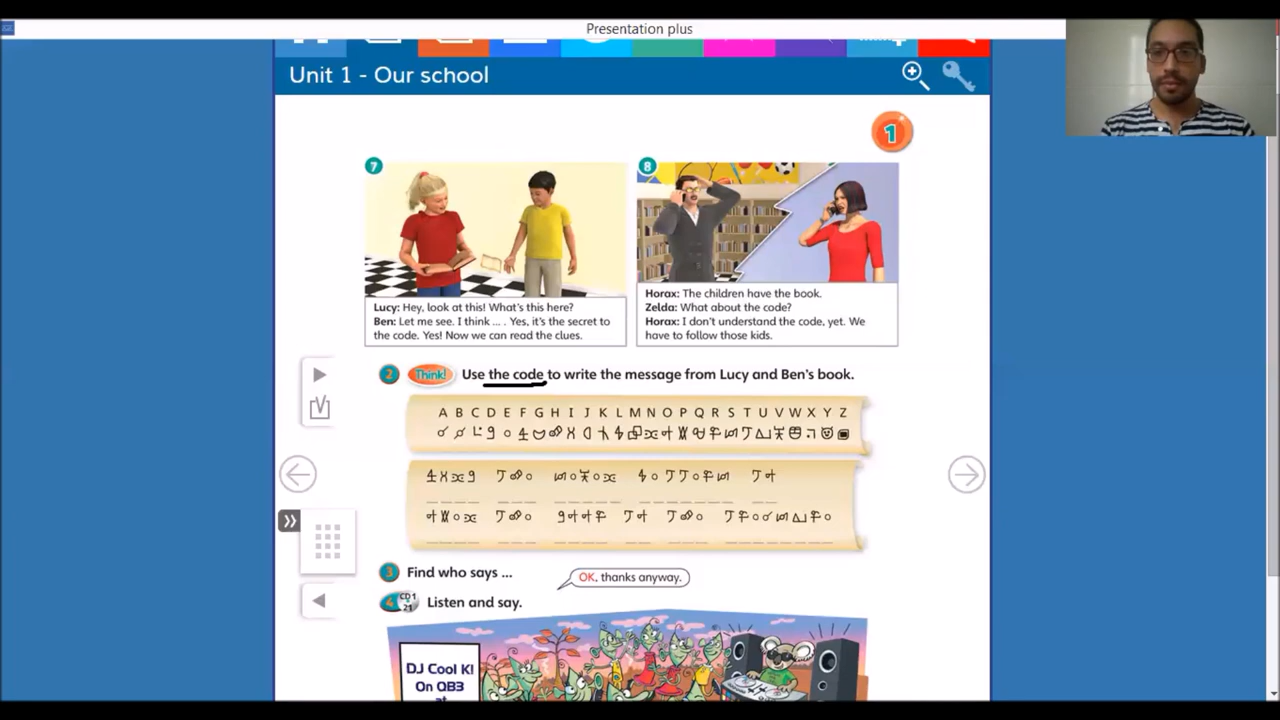 Presentation plus
Unit 1 - Our school
1
7
8
Lucy: Hey, look at this! What's this here?
Ben: Let me see. I think ... . Yes, it's the secret to
the code. Yes! Now we can read the clues.
Horax: The children have the book.
Zelda: What about the code?
Horax: I don't understand the code, yet. We
have to follow those kids.
2 Think! Use the code to write the message from Lucy and Ben's book.
A B C D E F G H I J K L M N O P Q R S T U V W X Y Z
3 Find who says ...
OK, thanks anyway.
4 CD1 21 Listen and say.
DJ Cool K!
On QB3
at